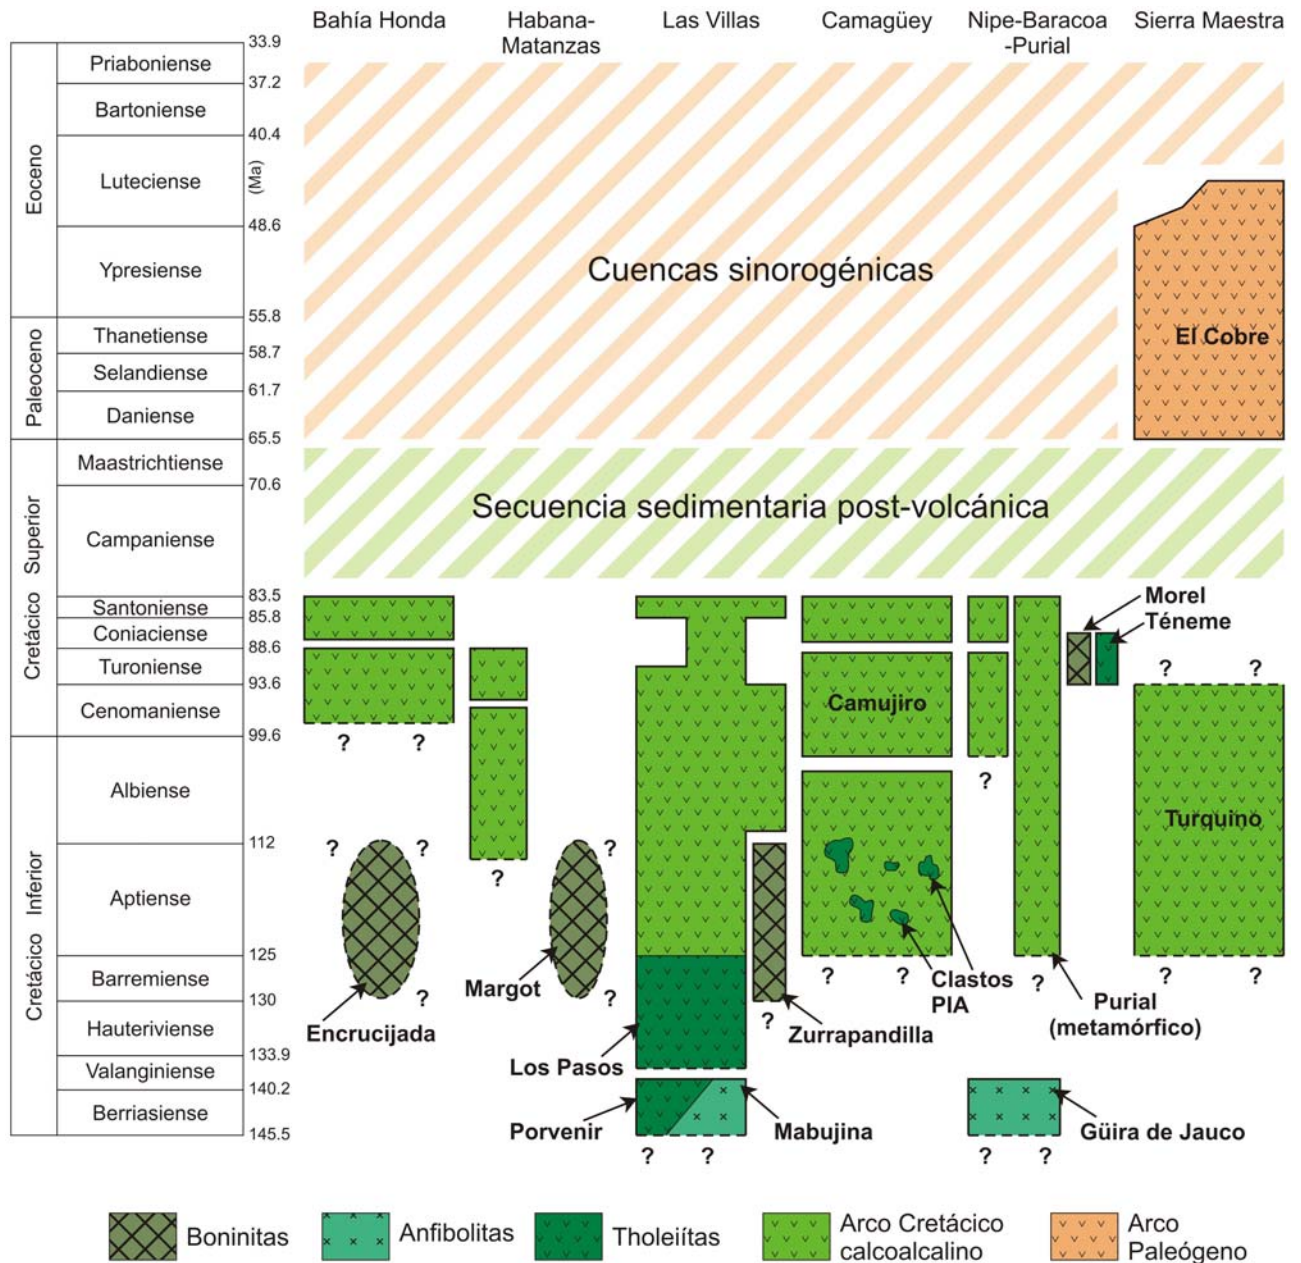 Bahía Honda
Habana-
Matanzas
Las Villas
Camagüey
Nipe-Baracoa
-Purial
Sierra Maestra
Eoceno
Paleoceno
Cretácico Superior
Cretácico Inferior
33.9
Priaboniense
37.2
Bartoniense
40.4
Luteciense
(Ma)
48.6
Ypresiense
55.8
Thanetiense
58.7
Selandiense
61.7
Daniense
65.5
Maastrichtiense
70.6
Campaniense
83.5
Santoniense
85.8
Coniaciense
88.6
Turoniense
93.6
Cenomaniense
99.6
Albiense
112
Aptiense
125
Barremiense
130
Hauteriviense
133.9
Valanginiense
140.2
Berriasiense
145.5
Cuencas sinorogénicas
El Cobre
Secuencia sedimentaria post-volcánica
Morel
Téneme
? ?
Camujiro
? ?
?
Turquino
? ?
?
?
Encrucijada
?
Margot
?
?
Los Pasos
Zurrapandilla
?
Clastos
PIA
? ?
Purial
(metamórfico)
?
? ?
Porvenir
Mabujina
? ?
Güira de Jauco
? ?
Boninitas
Anfibolitas
Tholeiítas
Arco Cretácico
calcoalcalino
Arco
Paleógeno